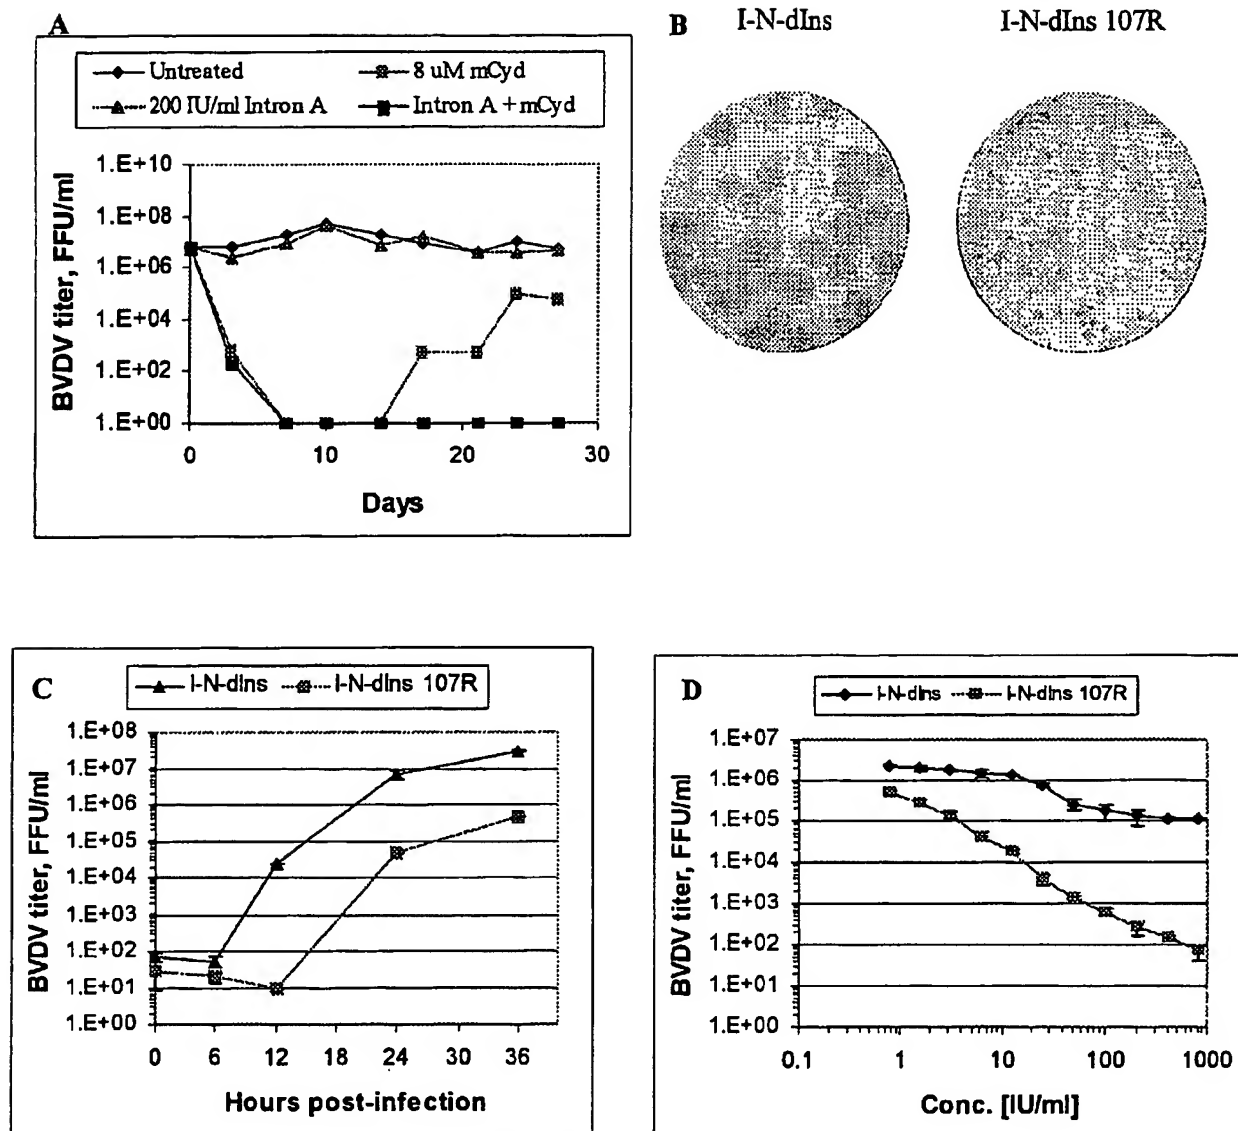 A
Untreated
8 uM mCyd
200 IU/ml Intron A
Intron A + mCyd
BVDV titer, FFU/ml
1.E+10
1.E+08
1.E+06
1.E+04
1.E+02
1.E+00
0 10 20 30
Days
B I-N-dIns I-N-dIns 107R
C
I-N-dIns I-N-dIns 107R
BVDV titer, FFU/ml
1.E+08
1.E+07
1.E+06
1.E+05
1.E+04
1.E+03
1.E+02
1.E+01
1.E+00
0 6 12 18 24 30 36
Hours post-infection
D
I-N-dIns I-N-dIns 107R
BVDV titer, FFU/ml
1.E+07
1.E+06
1.E+05
1.E+04
1.E+03
1.E+02
1.E+01
1.E+00
0.1 1 10 100 1000
Conc. [IU/ml]